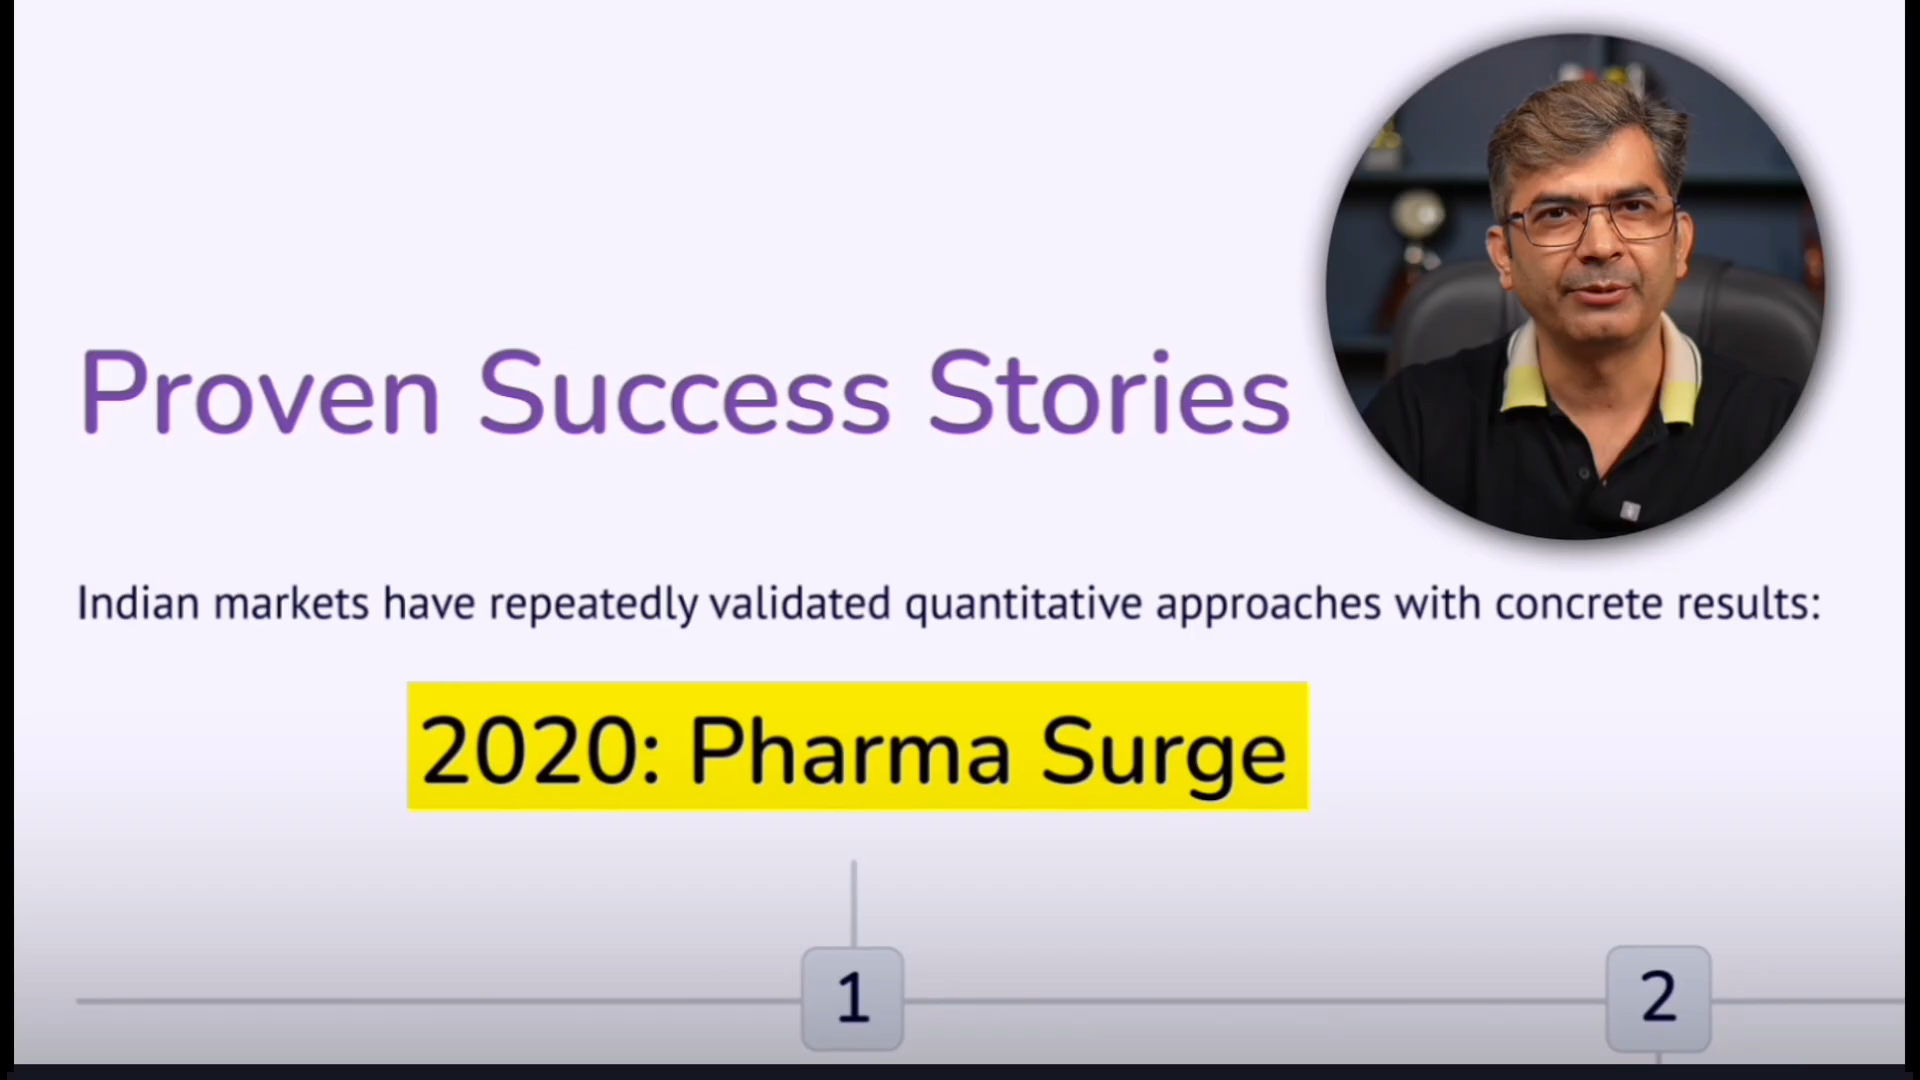 Proven Success Stories
Indian markets have repeatedly validated quantitative approaches with concrete results:
2020: Pharma Surge
1
2